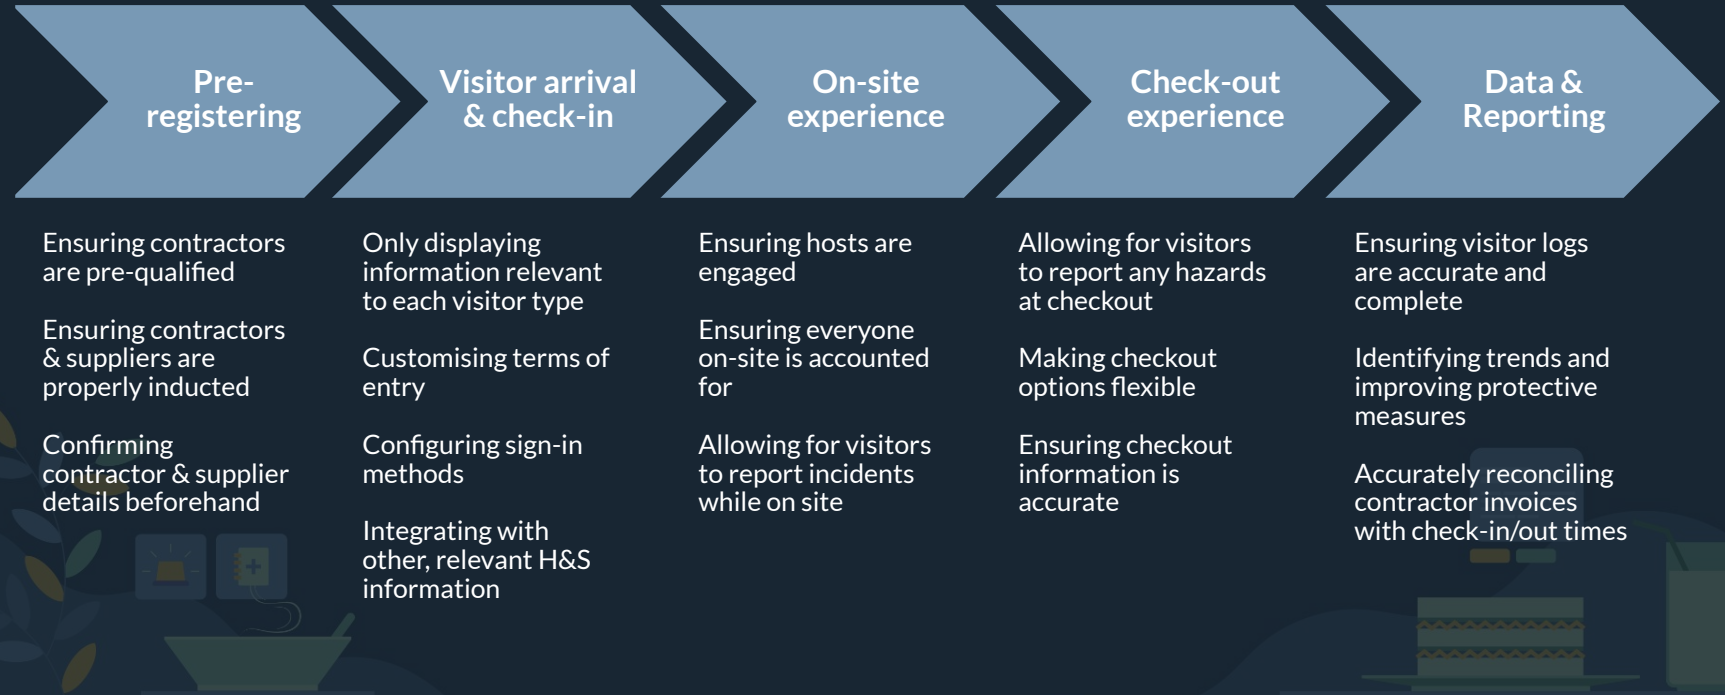 Pre-
registering
Visitor arrival
& check-in
On-site
experience
Check-out
experience
Data &
Reporting
Ensuring contractors
are pre-qualified
Ensuring contractors
& suppliers are
properly inducted
Confirming
contractor & supplier
details beforehand
Only displaying
information relevant
to each visitor type
Customising terms of
entry
Configuring sign-in
methods
Integrating with
other, relevant H&S
information
Ensuring hosts are
engaged
Ensuring everyone
on-site is accounted
for
Allowing for visitors
to report incidents
while on site
Allowing for visitors
to report any hazards
at checkout
Making checkout
options flexible
Ensuring checkout
information is
accurate
Ensuring visitor logs
are accurate and
complete
Identifying trends and
improving protective
measures
Accurately reconciling
contractor invoices
with check-in/out times